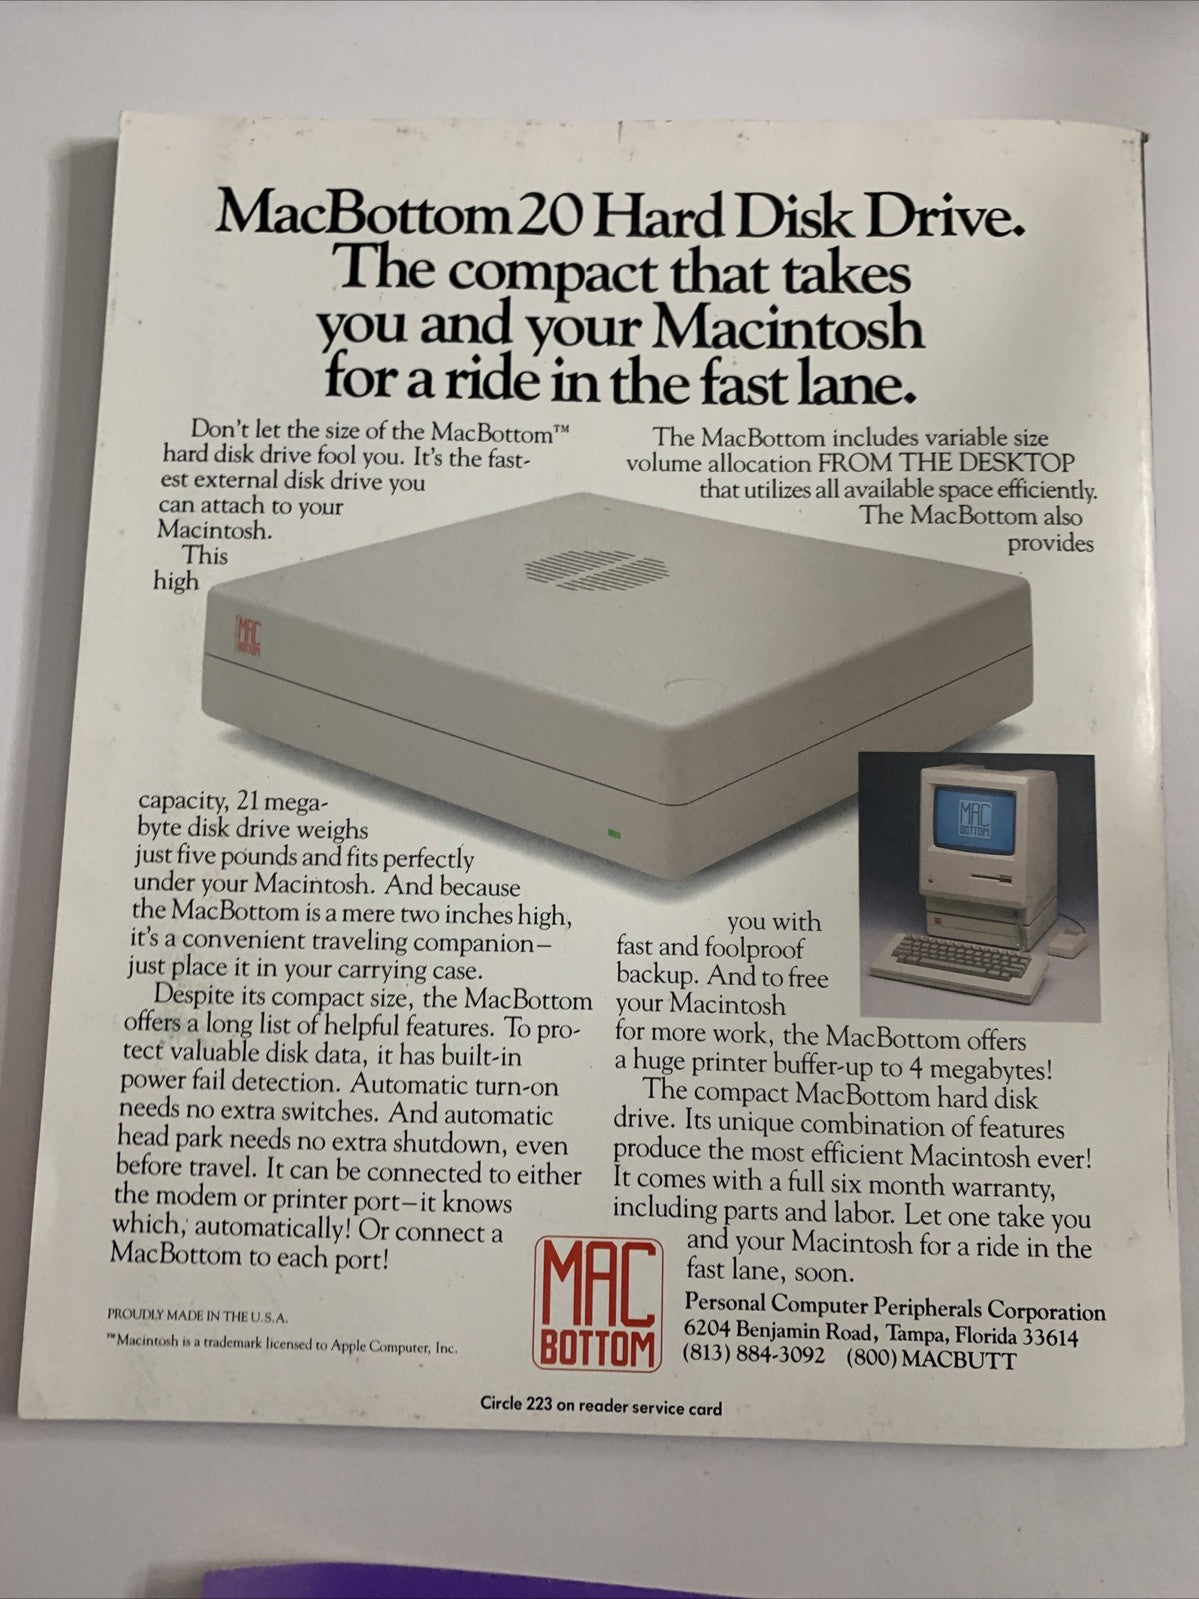 MacBottom 20 Hard Disk Drive.
The compact that takes
you and your Macintosh
for a ride in the fast lane.
Don't let the size of the MacBottom™
hard disk drive fool you. It's the fast-
est external disk drive you
can attach to your
Macintosh.
This
high
MAC
BOTTOM
capacity, 21 mega-
byte disk drive weighs
just five pounds and fits perfectly
under your Macintosh. And because
the MacBottom is a mere two inches high,
it's a convenient traveling companion—
just place it in your carrying case.
Despite its compact size, the MacBottom
offers a long list of helpful features. To pro-
tect valuable disk data, it has built-in
power fail detection. Automatic turn-on
needs no extra switches. And automatic
head park needs no extra shutdown, even
before travel. It can be connected to either
the modem or printer port—it knows
which, automatically! Or connect a
MacBottom to each port!
The MacBottom includes variable size
volume allocation FROM THE DESKTOP
that utilizes all available space efficiently.
The MacBottom also
provides
MAC
BOTTOM
you with
fast and foolproof
backup. And to free
your Macintosh
for more work, the MacBottom offers
a huge printer buffer-up to 4 megabytes!
The compact MacBottom hard disk
drive. Its unique combination of features
produce the most efficient Macintosh ever!
It comes with a full six month warranty,
including parts and labor. Let one take you
and your Macintosh for a ride in the
fast lane, soon.
MAC
BOTTOM
Personal Computer Peripherals Corporation
6204 Benjamin Road, Tampa, Florida 33614
(813) 884-3092 (800) MACBUTT
PROUDLY MADE IN THE U.S.A.
™Macintosh is a trademark licensed to Apple Computer, Inc.
Circle 223 on reader service card